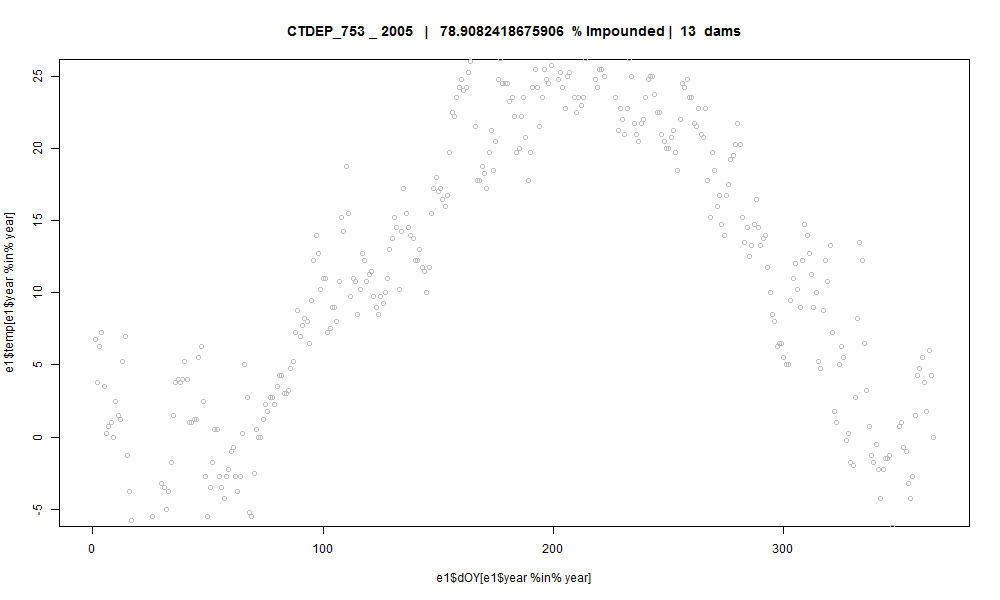 CTDEP_753 _ 2005 | 78.9082418675906 % Impounded | 13 dams
25
20
15
10
5
0
-5
e1$temp[e1$year %in% year]
0 100 200 300
e1$dOY[e1$year %in% year]